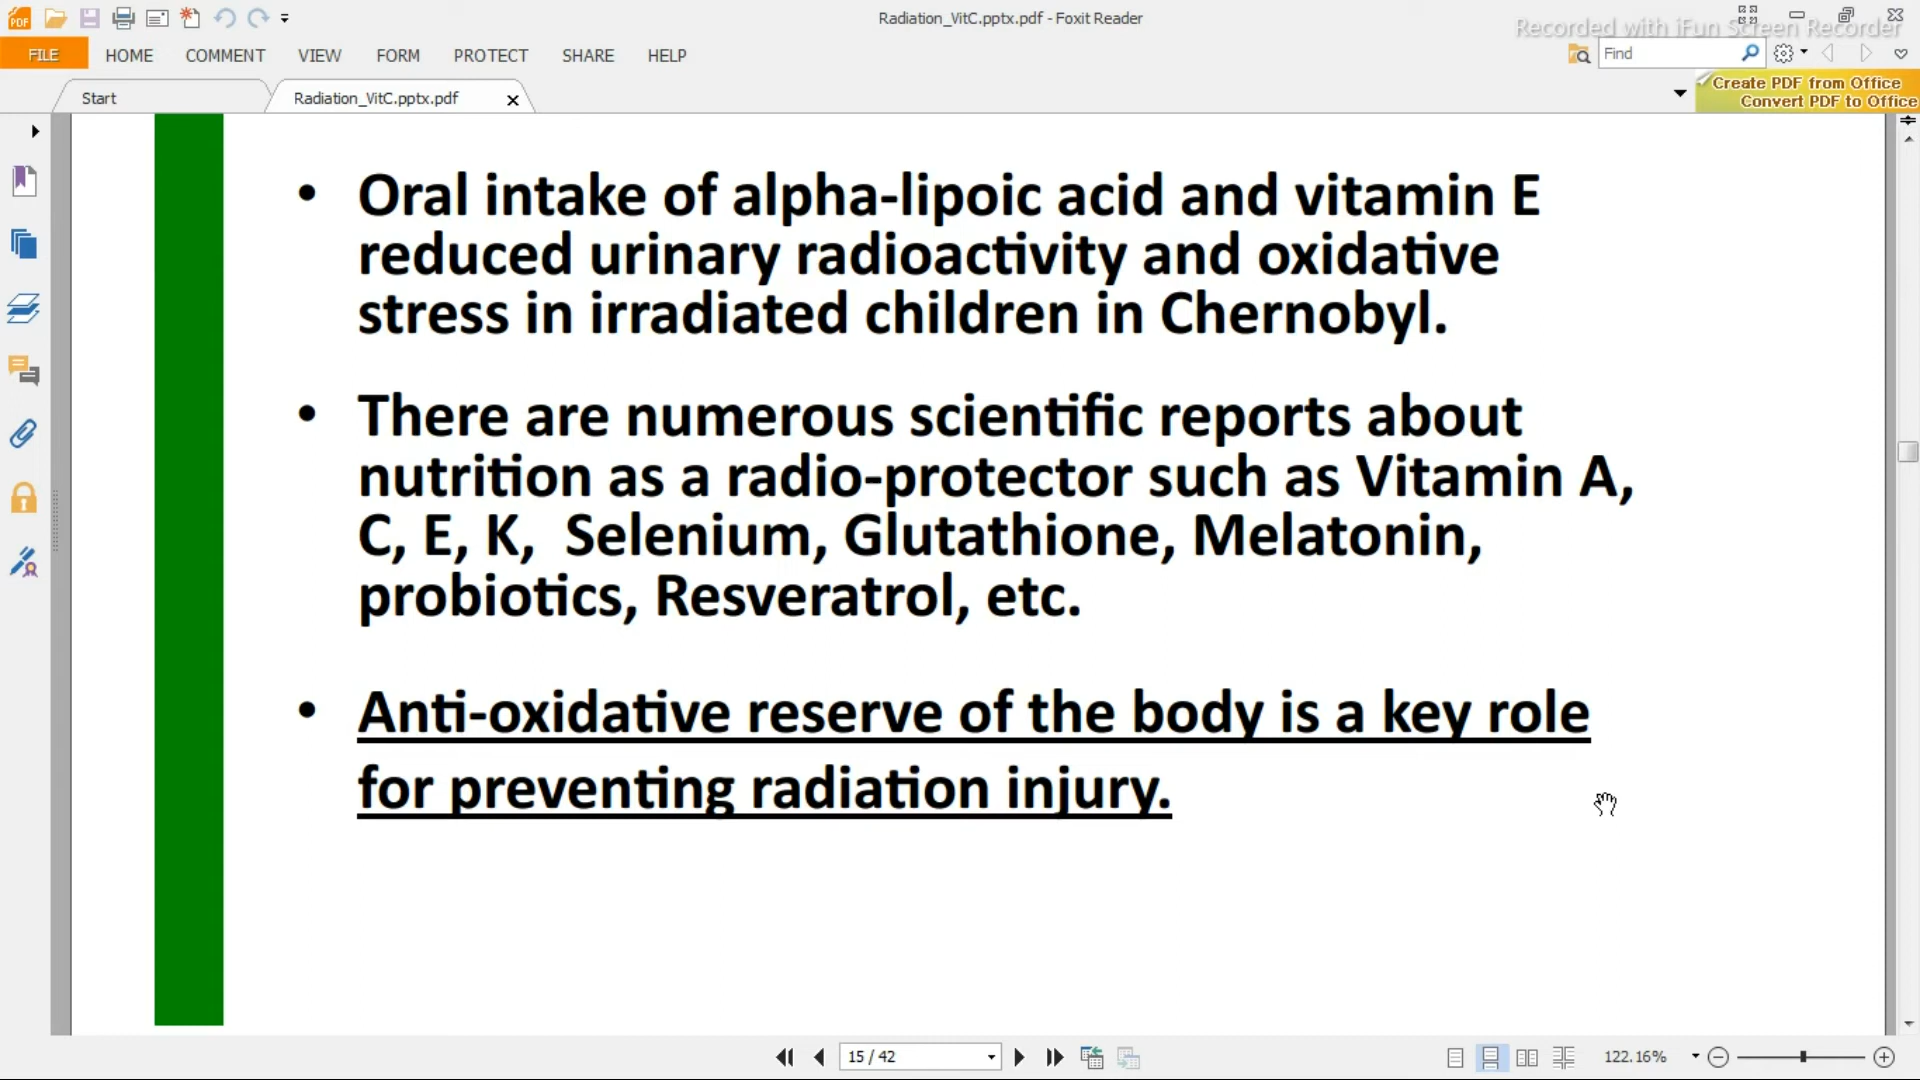 PDF
Radiation_VitC.pptx.pdf - Foxit Reader
Recorded with iFun Screen Recorder
FILE HOME COMMENT VIEW FORM PROTECT SHARE HELP
Find
Start
Radiation_VitC.pptx.pdf
Create PDF from Office
Convert PDF to Office
• Oral intake of alpha-lipoic acid and vitamin E
reduced urinary radioactivity and oxidative
stress in irradiated children in Chernobyl.
• There are numerous scientific reports about
nutrition as a radio-protector such as Vitamin A,
C, E, K, Selenium, Glutathione, Melatonin,
probiotics, Resveratrol, etc.
• Anti-oxidative reserve of the body is a key role
for preventing radiation injury.
15 / 42
122.16%